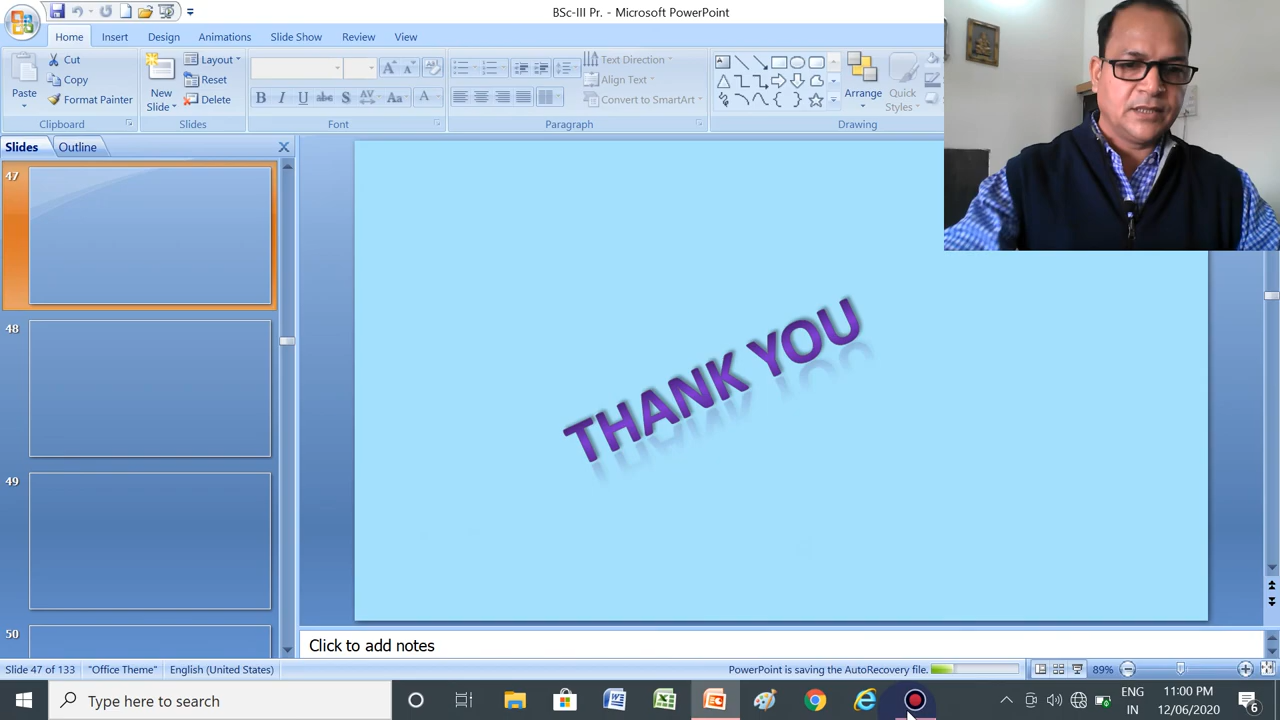 BSc-III Pr. - Microsoft PowerPoint
Home Insert Design Animations Slide Show Review View
Paste
Cut
Copy
Format Painter
Clipboard
New Slide
Layout
Reset
Delete
Slides
B I U abc S AV Aa A
Font
Text Direction
Align Text
Convert to SmartArt
Paragraph
Arrange
Quick Styles
Drawing
Slides Outline
47
48
49
50
THANK YOU
Click to add notes
Slide 47 of 133 "Office Theme" English (United States) PowerPoint is saving the AutoRecovery file. 89%
Type here to search
ENG
IN
11:00 PM
12/06/2020
6